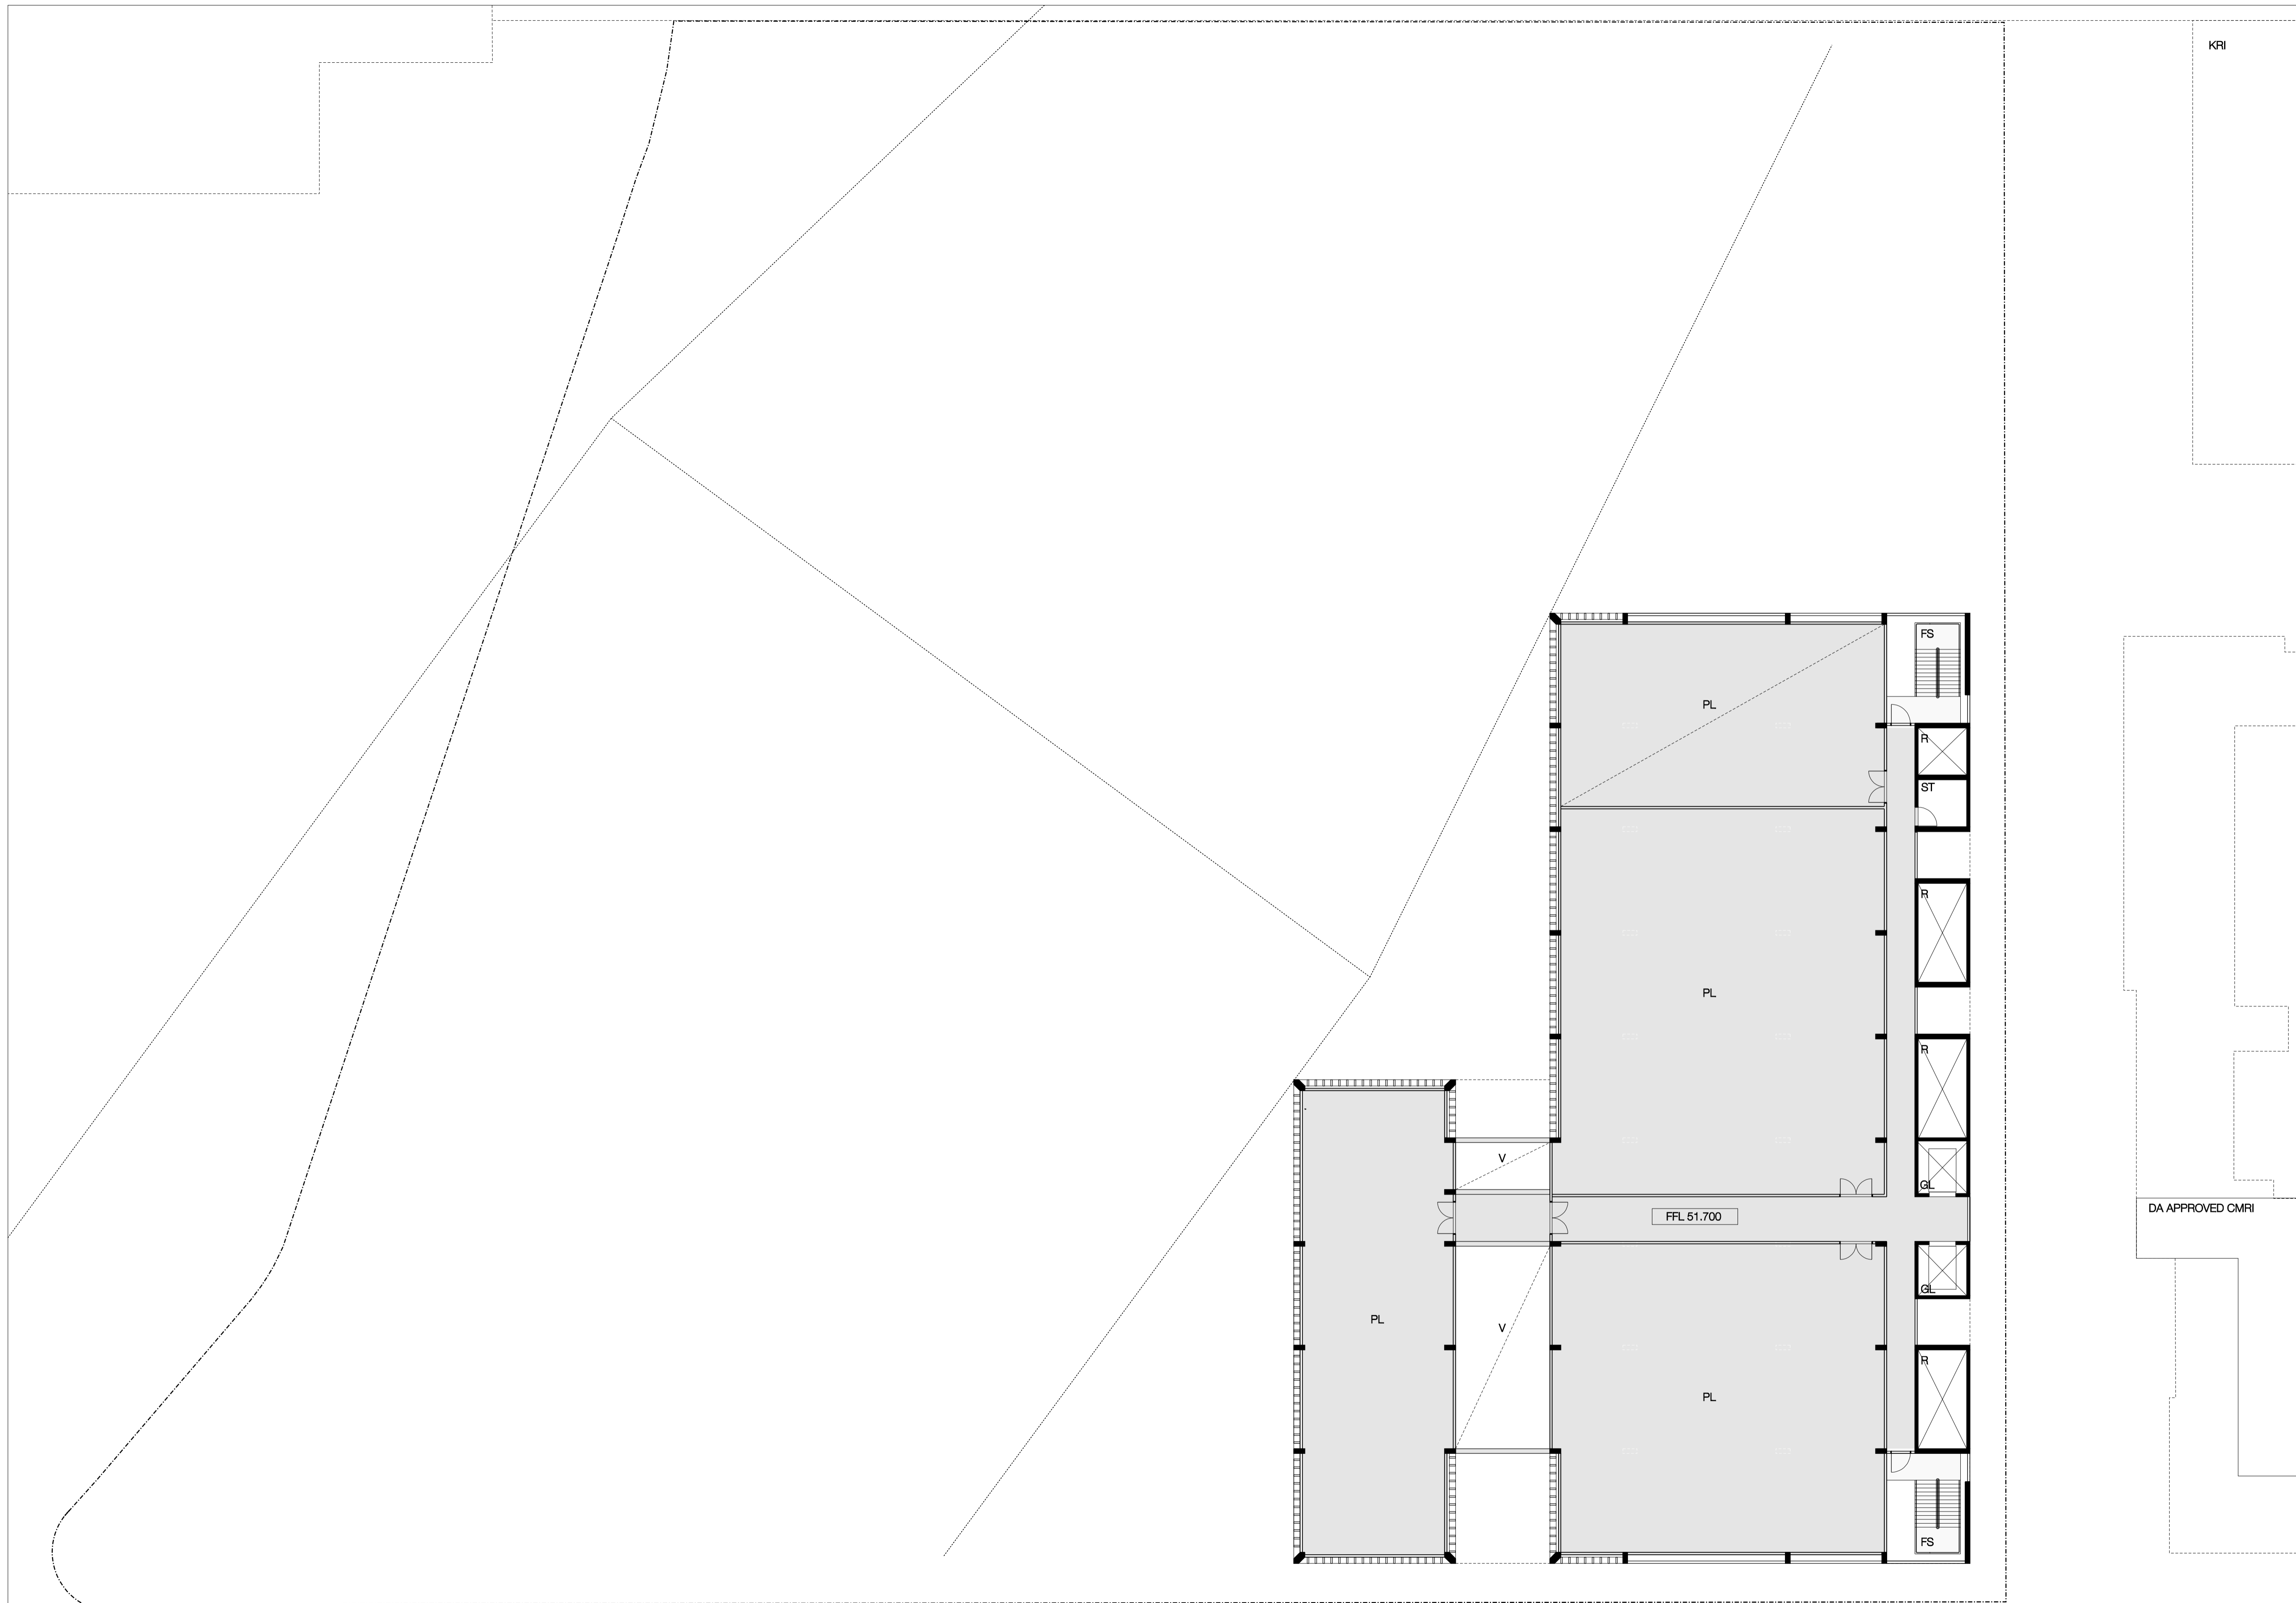 KRI
FS
PL
R
ST
R
PL
R
V
GL
FFL 51.700
DA APPROVED CMRI
GL
PL
V
R
PL
FS